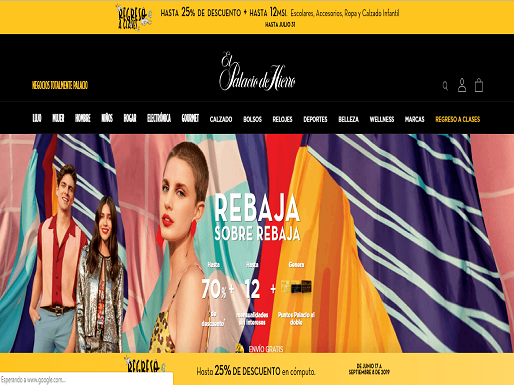 REGRESO A CLASES
HASTA 25% DE DESCUENTO + HASTA 12MSI. Escolares, Accesorios, Ropa y Calzado Infantil
HASTA JULIO 31
NEGOCIOS TOTALMENTE PALACIO
El Palacio de Hierro
LUJO MUJER HOMBRE NIÑOS HOGAR ELECTRÓNICA GOURMET CALZADO BOLSOS RELOJES DEPORTES BELLEZA WELLNESS MARCAS REGRESO A CLASES
REBAJA
SOBRE REBAJA
Hasta Hasta Genera
70% + 12 +
de descuento mensualidades sin intereses Puntos Palacio al doble
ENVÍO GRATIS
REGRESO
Hasta 25% DE DESCUENTO en cómputo.
DE JUNIO 17 A
SEPTIEMBRE 8 DE 2019
Esperando a www.google.com...